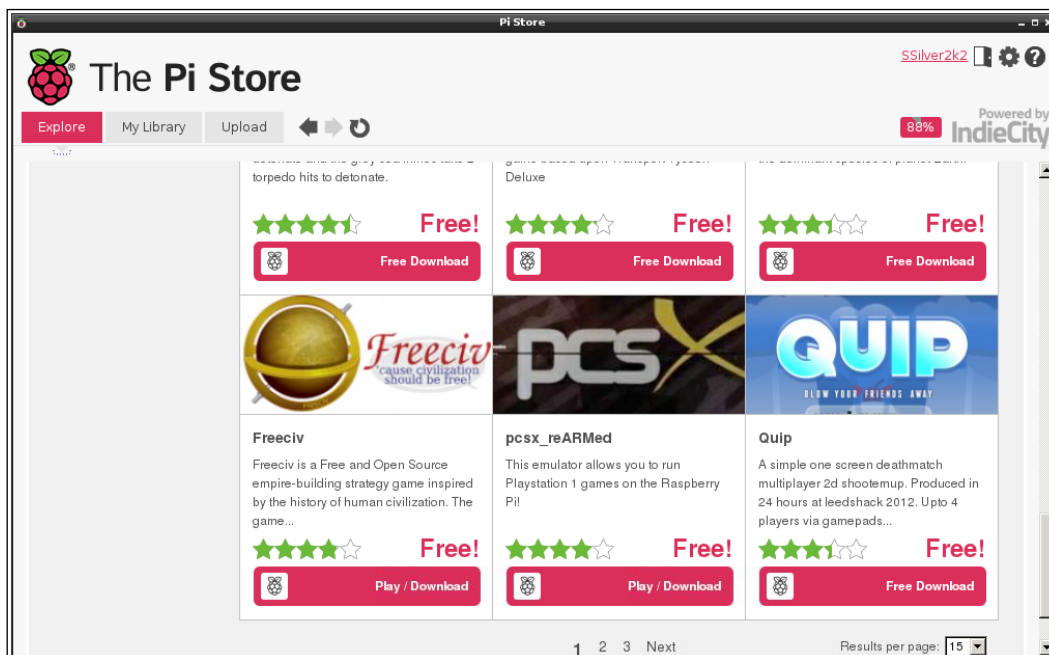 Pi Store
SSilver2k2
The Pi Store
Explore
My Library
Upload
88%
Powered by
IndieCity
torpedo hits to detonate.
Free!
Free Download
Deluxe
Free!
Free Download
Free!
Free Download
Freeciv
'cause civilization
should be free!
Freeciv
Freeciv is a Free and Open Source
empire-building strategy game inspired
by the history of human civilization. The
game...
Free!
Play / Download
pcsx
pcsx_reARMed
This emulator allows you to run
Playstation 1 games on the Raspberry
Pi!
Free!
Play / Download
QUIP
BLOW YOUR FRIENDS AWAY
Quip
A simple one screen deathmatch
multiplayer 2d shootemup. Produced in
24 hours at leedshack 2012. Upto 4
players via gamepads...
Free!
Free Download
1 2 3 Next
Results per page: 15